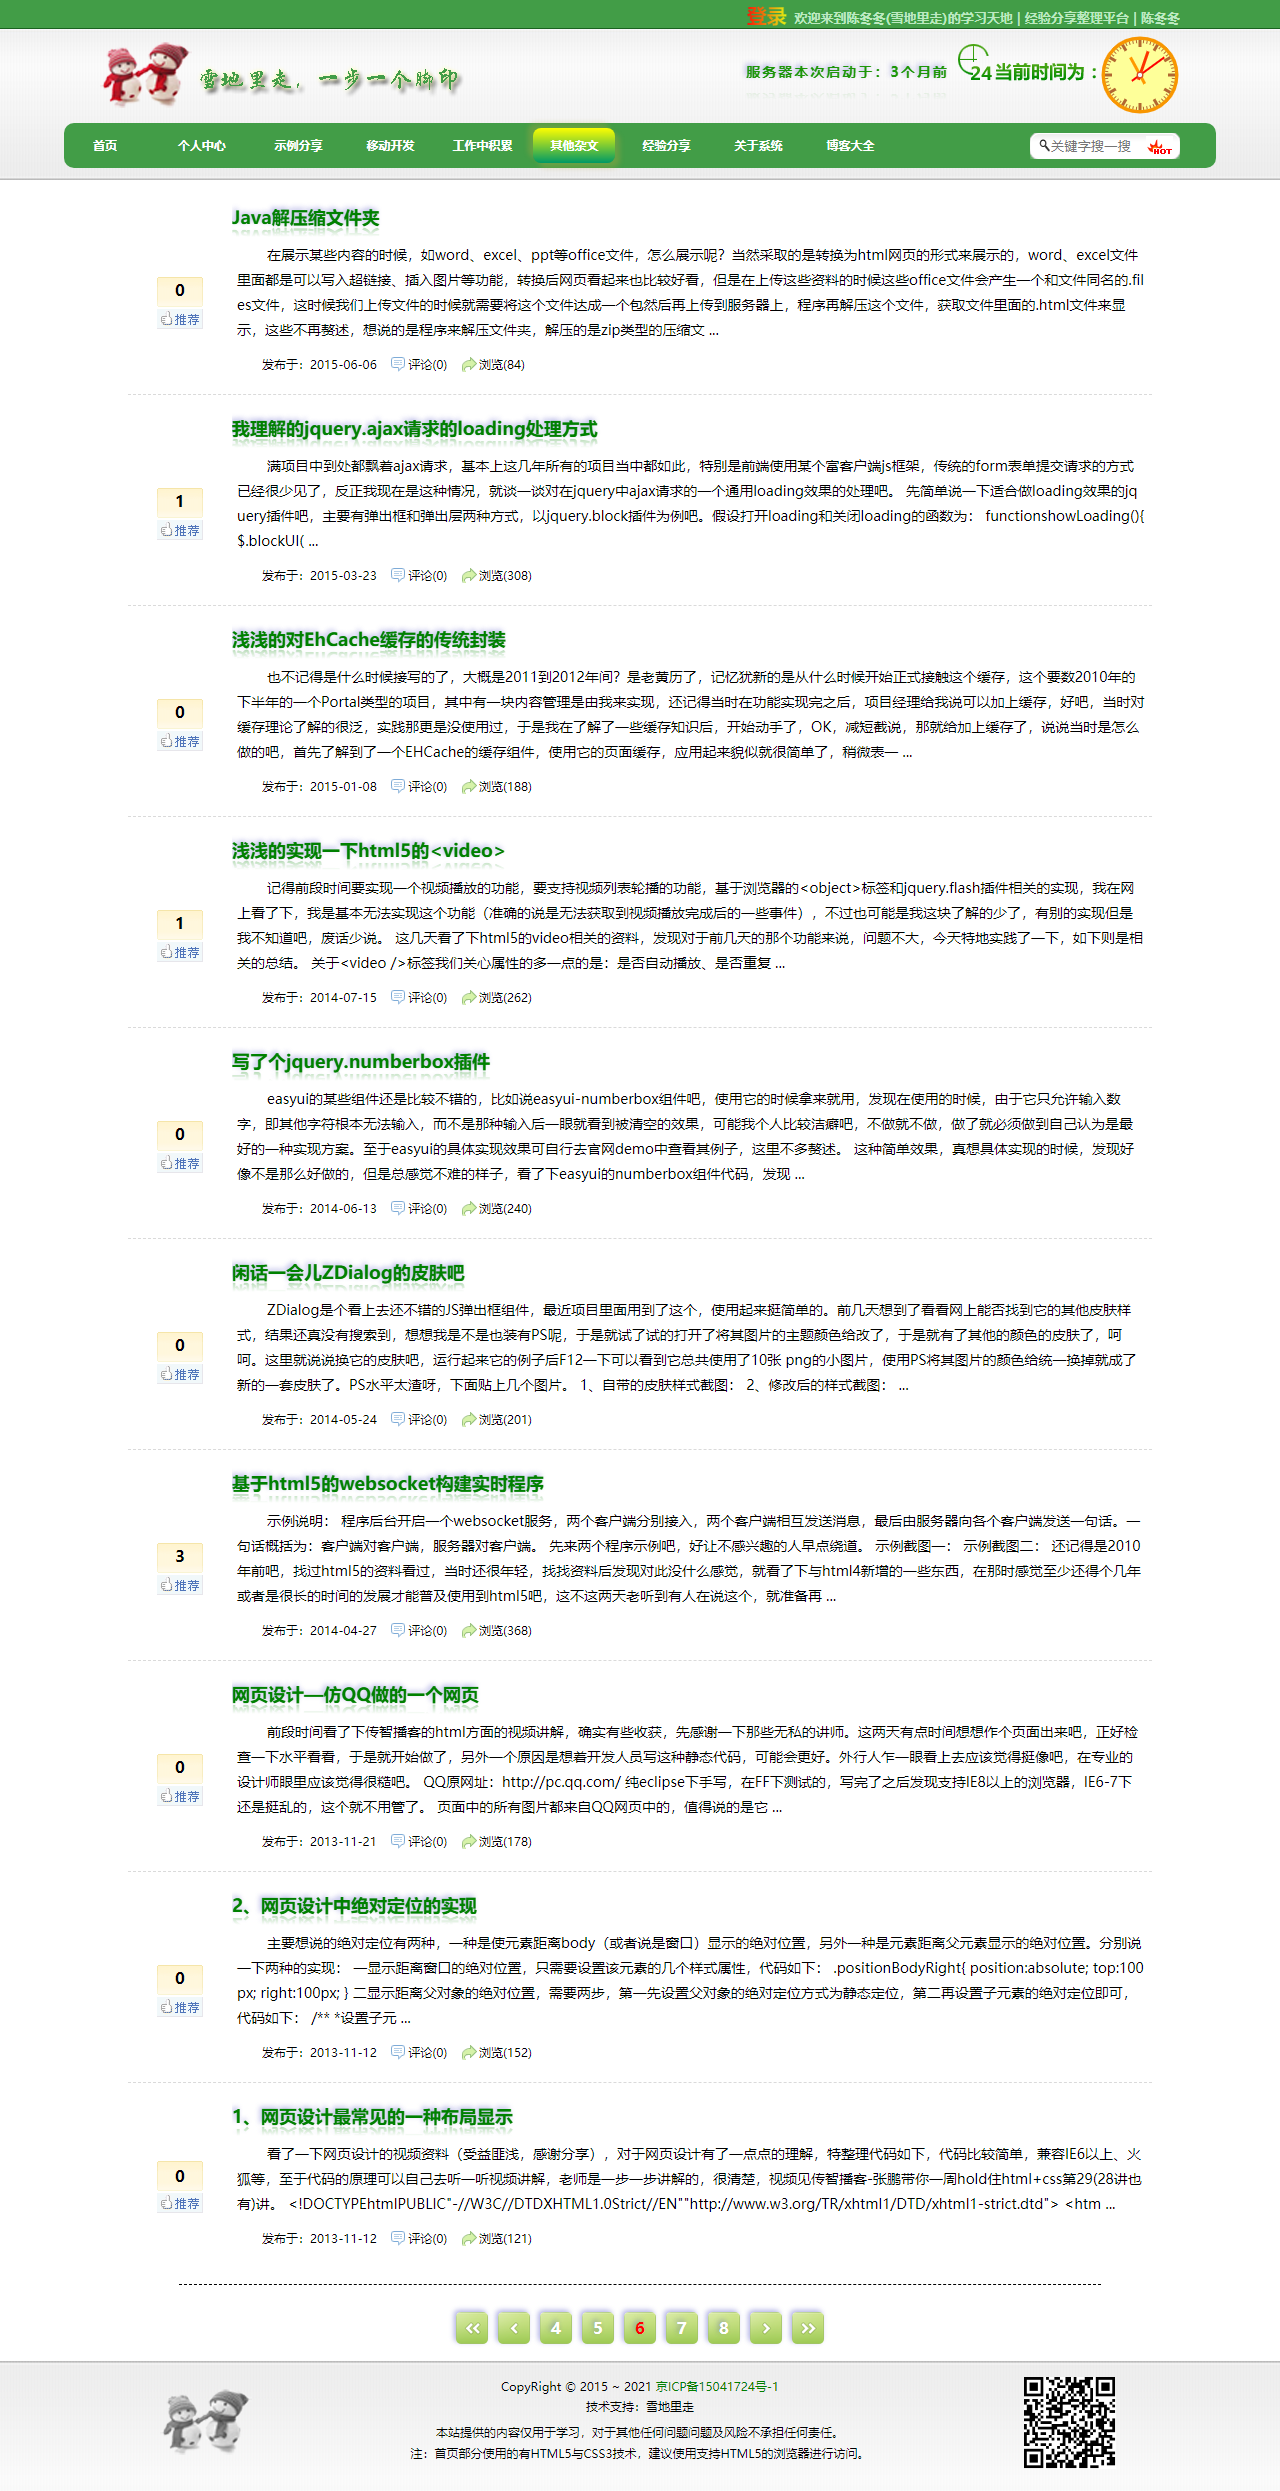 登录 欢迎来到陈冬冬(雪地里走)的学习天地 | 经验分享整理平台 | 陈冬冬
雪地里走，一步一个脚印
服务器本次启动于：3个月前
24 当前时间为：
首页 个人中心 示例分享 移动开发 工作中积累 其他杂文 经验分享 关于系统 博客大全 关键字搜一搜 HOT
Java解压缩文件夹
在展示某些内容的时候，如word、excel、ppt等office文件，怎么展示呢？当然采取的是转换为html网页的形式来展示的，word、excel文件
里面都是可以写入超链接、插入图片等功能，转换后网页看起来也比较好看，但是在上传这些资料的时候这些office文件会产生一个和文件同名的.fil
es文件，这时候我们上传文件的时候就需要将这个文件达成一个包然后再上传到服务器上，程序再解压这个文件，获取文件里面的.html文件来显
示，这些不再赘述，想说的是程序来解压文件夹，解压的是zip类型的压缩文 ...
0
推荐
发布于：2015-06-06 评论(0) 浏览(84)
我理解的jquery.ajax请求的loading处理方式
满项目中到处都飘着ajax请求，基本上这几年所有的项目当中都如此，特别是前端使用某个富客户端js框架，传统的form表单提交请求的方式
已经很少见了，反正我现在是这种情况，就谈一谈对在jquery中ajax请求的一个通用loading效果的处理吧。 先简单说一下适合做loading效果的jq
uery插件吧，主要有弹出框和弹出层两种方式，以jquery.block插件为例吧。假设打开loading和关闭loading的函数为： functionshowLoading(){
$.blockUI( ...
1
推荐
发布于：2015-03-23 评论(0) 浏览(308)
浅浅的对EhCache缓存的传统封装
也不记得是什么时候接写的了，大概是2011到2012年间？是老黄历了，记忆犹新的是从什么时候开始正式接触这个缓存，这个要数2010年的
下半年的一个Portal类型的项目，其中有一块内容管理是由我来实现，还记得当时在功能实现完之后，项目经理给我说可以加上缓存，好吧，当时对
缓存理论了解的很泛，实践那更是没使用过，于是我在了解了一些缓存知识后，开始动手了，OK，减短截说，那就给加上缓存了，说说当时是怎么
做的吧，首先了解到了一个EHCache的缓存组件，使用它的页面缓存，应用起来貌似就很简单了，稍微表一 ...
0
推荐
发布于：2015-01-08 评论(0) 浏览(188)
浅浅的实现一下html5的<video>
记得前段时间要实现一个视频播放的功能，要支持视频列表轮播的功能，基于浏览器的<object>标签和jquery.flash插件相关的实现，我在网
上看了下，我是基本无法实现这个功能（准确的说是无法获取到视频播放完成后的一些事件），不过也可能是我这块了解的少了，有别的实现但是
我不知道吧，废话少说。 这几天看了下html5的video相关的资料，发现对于前几天的那个功能来说，问题不大，今天特地实践了一下，如下则是相
关的总结。 关于<video />标签我们关心属性的多一点的是：是否自动播放、是否重复 ...
1
推荐
发布于：2014-07-15 评论(0) 浏览(262)
写了个jquery.numberbox插件
easyui的某些组件还是比较不错的，比如说easyui-numberbox组件吧，使用它的时候拿来就用，发现在使用的时候，由于它只允许输入数
字，即其他字符根本无法输入，而不是那种输入后一眼就看到被清空的效果，可能我个人比较洁癖吧，不做就不做，做了就必须做到自己认为是最
好的一种实现方案。至于easyui的具体实现效果可自行去官网demo中查看其例子，这里不多赘述。 这种简单效果，真想具体实现的时候，发现好
像不是那么好做的，但是总感觉不难的样子，看了下easyui的numberbox组件代码，发现 ...
0
推荐
发布于：2014-06-13 评论(0) 浏览(240)
闲话一会儿ZDialog的皮肤吧
ZDialog是个看上去还不错的JS弹出框组件，最近项目里面用到了这个，使用起来挺简单的。前几天想到了看看网上能否找到它的其他皮肤样
式，结果还真没有搜索到，想想我是不是也装有PS呢，于是就试了试的打开了将其图片的主题颜色给改了，于是就有了其他的颜色的皮肤了，呵
呵。这里就说说换它的皮肤吧，运行起来它的例子后F12一下可以看到它总共使用了10张 png的小图片，使用PS将其图片的颜色给统一换掉就成了
新的一套皮肤了。PS水平太渣呀，下面贴上几个图片。 1、自带的皮肤样式截图： 2、修改后的样式截图： ...
0
推荐
发布于：2014-05-24 评论(0) 浏览(201)
基于html5的websocket构建实时程序
示例说明： 程序后台开启一个websocket服务，两个客户端分别接入，两个客户端相互发送消息，最后由服务器向各个客户端发送一句话。一
句话概括为：客户端对客户端，服务器对客户端。 先来两个程序示例吧，好让不感兴趣的人早点绕道。 示例截图一： 示例截图二： 还记得是2010
年前吧，找过html5的资料看过，当时还很年轻，找找资料后发现对此没什么感觉，就看了下与html4新增的一些东西，在那时感觉至少还得个几年
或者是很长的时间的发展才能普及使用到html5吧，这不这两天老听到有人在说这个，就准备再 ...
3
推荐
发布于：2014-04-27 评论(0) 浏览(368)
网页设计—仿QQ做的一个网页
前段时间看了下传智播客的html方面的视频讲解，确实有些收获，先感谢一下那些无私的讲师。这两天有点时间想想作个页面出来吧，正好检
查一下水平看看，于是就开始做了，另外一个原因是想着开发人员写这种静态代码，可能会更好。外行人乍一眼看上去应该觉得挺像吧，在专业的
设计师眼里应该觉得很糙吧。 QQ原网址：http://pc.qq.com/ 纯eclipse下手写，在FF下测试的，写完了之后发现支持IE8以上的浏览器，IE6-7下
还是挺乱的，这个就不用管了。 页面中的所有图片都来自QQ网页中的，值得说的是它 ...
0
推荐
发布于：2013-11-21 评论(0) 浏览(178)
2、网页设计中绝对定位的实现
主要想说的绝对定位有两种，一种是使元素距离body（或者说是窗口）显示的绝对位置，另外一种是元素距离父元素显示的绝对位置。分别说
一下两种的实现： 一显示距离窗口的绝对位置，只需要设置该元素的几个样式属性，代码如下： .positionBodyRight{ position:absolute; top:100
px; right:100px; } 二显示距离父对象的绝对位置，需要两步，第一先设置父对象的绝对定位方式为静态定位，第二再设置子元素的绝对定位即可，
代码如下： /** *设置子元 ...
0
推荐
发布于：2013-11-12 评论(0) 浏览(152)
1、网页设计最常见的一种布局显示
看了一下网页设计的视频资料（受益匪浅，感谢分享），对于网页设计有了一点点的理解，特整理代码如下，代码比较简单，兼容IE6以上、火
狐等，至于代码的原理可以自己去听一听视频讲解，老师是一步一步讲解的，很清楚，视频见传智播客-张鹏带你一周hold住html+css第29(28讲也
有)讲。 <!DOCTYPEhtmlPUBLIC"-//W3C//DTDXHTML1.0Strict//EN""http://www.w3.org/TR/xhtml1/DTD/xhtml1-strict.dtd"> <htm ...
0
推荐
发布于：2013-11-12 评论(0) 浏览(121)
« ‹ 4 5 6 7 8 › »
CopyRight © 2015 ~ 2021 京ICP备15041724号-1
技术支持：雪地里走
本站提供的内容仅用于学习，对于其他任何问题问题及风险不承担任何责任。
注：首页部分使用的有HTML5与CSS3技术，建议使用支持HTML5的浏览器进行访问。